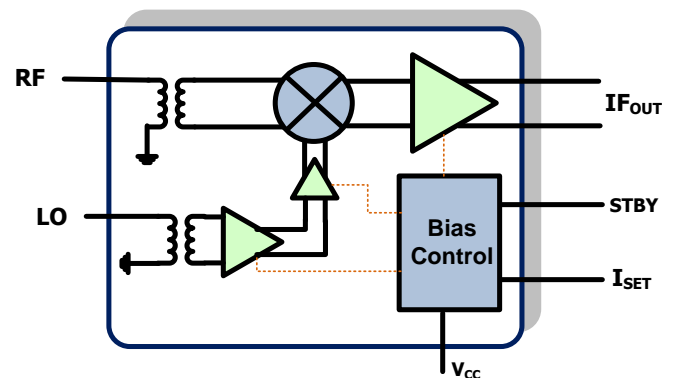 RF
IFOUT
LO
STBY
Bias
Control
ISET
VCC